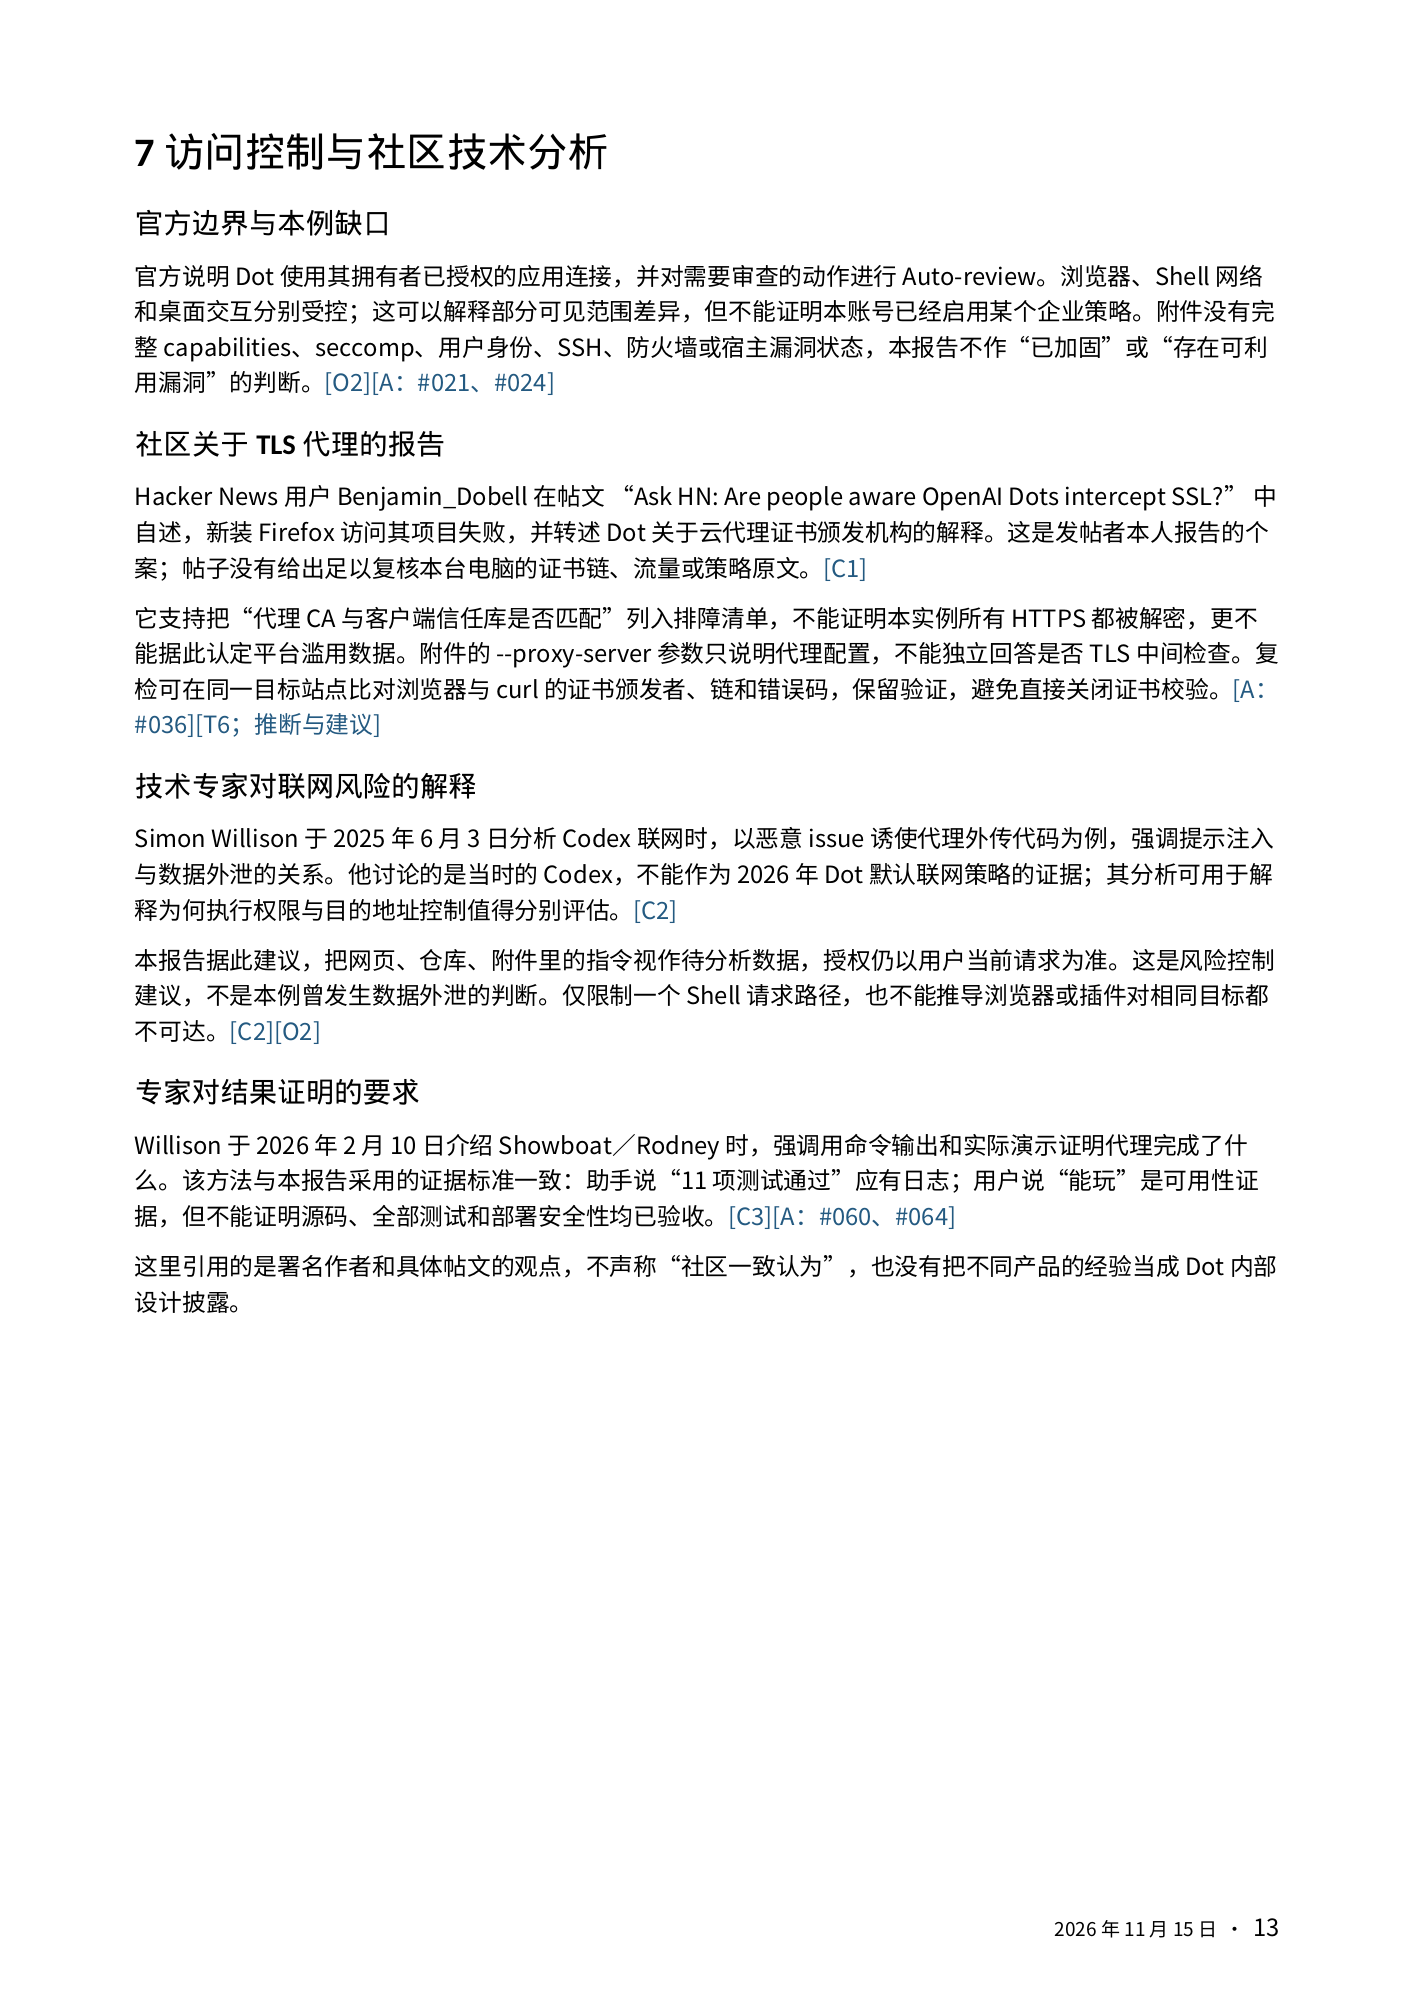 7 访问控制与社区技术分析
官方边界与本例缺口
官方说明 Dot 使用其拥有者已授权的应用连接，并对需要审查的动作进行 Auto-review。浏览器、Shell 网络
和桌面交互分别受控；这可以解释部分可见范围差异，但不能证明本账号已经启用某个企业策略。附件没有完
整 capabilities、seccomp、用户身份、SSH、防火墙或宿主漏洞状态，本报告不作“已加固”或“存在可利
用漏洞”的判断。[O2][A：#021、#024]
社区关于 TLS 代理的报告
Hacker News 用户 Benjamin_Dobell 在帖文 “Ask HN: Are people aware OpenAI Dots intercept SSL?” 中
自述，新装 Firefox 访问其项目失败，并转述 Dot 关于云代理证书颁发机构的解释。这是发帖者本人报告的个
案；帖子没有给出足以复核本台电脑的证书链、流量或策略原文。[C1]
它支持把“代理 CA 与客户端信任库是否匹配”列入排障清单，不能证明本实例所有 HTTPS 都被解密，更不
能据此认定平台滥用数据。附件的 --proxy-server 参数只说明代理配置，不能独立回答是否 TLS 中间检查。复
检可在同一目标站点比对浏览器与 curl 的证书颁发者、链和错误码，保留验证，避免直接关闭证书校验。[A：
#036][T6；推断与建议]
技术专家对联网风险的解释
Simon Willison 于 2025 年 6 月 3 日分析 Codex 联网时，以恶意 issue 诱使代理外传代码为例，强调提示注入
与数据外泄的关系。他讨论的是当时的 Codex，不能作为 2026 年 Dot 默认联网策略的证据；其分析可用于解
释为何执行权限与目的地址控制值得分别评估。[C2]
本报告据此建议，把网页、仓库、附件里的指令视作待分析数据，授权仍以用户当前请求为准。这是风险控制
建议，不是本例曾发生数据外泄的判断。仅限制一个 Shell 请求路径，也不能推导浏览器或插件对相同目标都
不可达。[C2][O2]
专家对结果证明的要求
Willison 于 2026 年 2 月 10 日介绍 Showboat／Rodney 时，强调用命令输出和实际演示证明代理完成了什
么。该方法与本报告采用的证据标准一致：助手说“11 项测试通过”应有日志；用户说“能玩”是可用性证
据，但不能证明源码、全部测试和部署安全性均已验收。[C3][A：#060、#064]
这里引用的是署名作者和具体帖文的观点，不声称“社区一致认为”，也没有把不同产品的经验当成 Dot 内部
设计披露。
2026 年 11 月 15 日 · 13